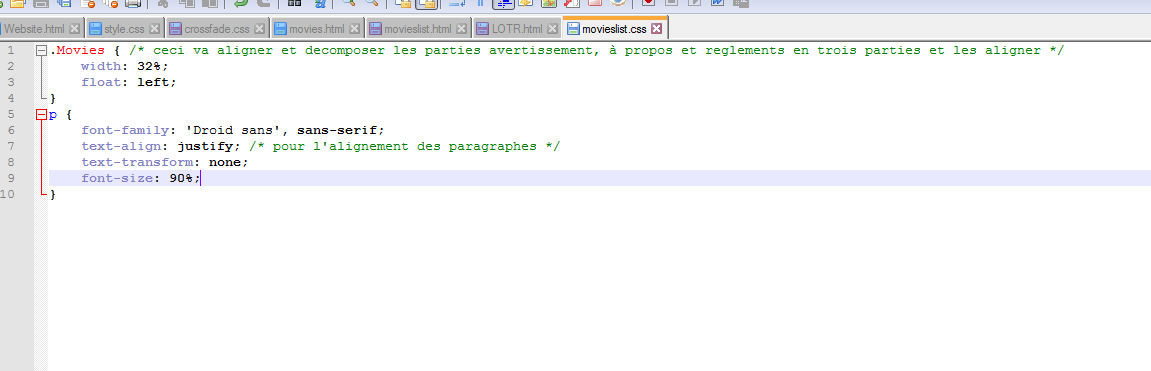 Website.html style.css crossfade.css movies.html movieslist.html LOTR.html movieslist.css
1 .Movies { /* ceci va aligner et decomposer les parties avertissement, à propos et reglements en trois parties et les aligner */
2 width: 32%;
3 float: left;
4 }
5 p {
6 font-family: 'Droid sans', sans-serif;
7 text-align: justify; /* pour l'alignement des paragraphes */
8 text-transform: none;
9 font-size: 90%;
10 }